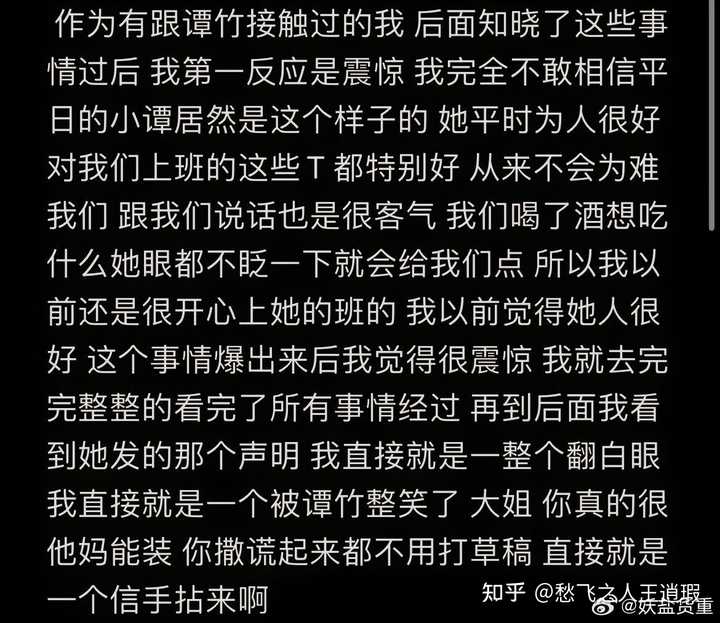 作为有跟谭竹接触过的我 后面知晓了这些事
情过后 我第一反应是震惊 我完全不敢相信平
日的小谭居然是这个样子的 她平时为人很好
对我们上班的这些T 都特别好 从来不会为难
我们 跟我们说话也是很客气 我们喝了酒想吃
什么她眼都不眨一下就会给我们点 所以我以
前还是很开心上她的班的 我以前觉得她人很
好 这个事情爆出来后我觉得很震惊 我就去完
完整整的看完了所有事情经过 再到后面我看
到她发的那个声明 我直接就是一整个翻白眼
我直接就是一个被谭竹整笑了 大姐 你真的很
他妈能装 你撒谎起来都不用打草稿 直接就是
一个信手拈来啊
知乎 @愁飞之人王逍瑕
@妖盐货重